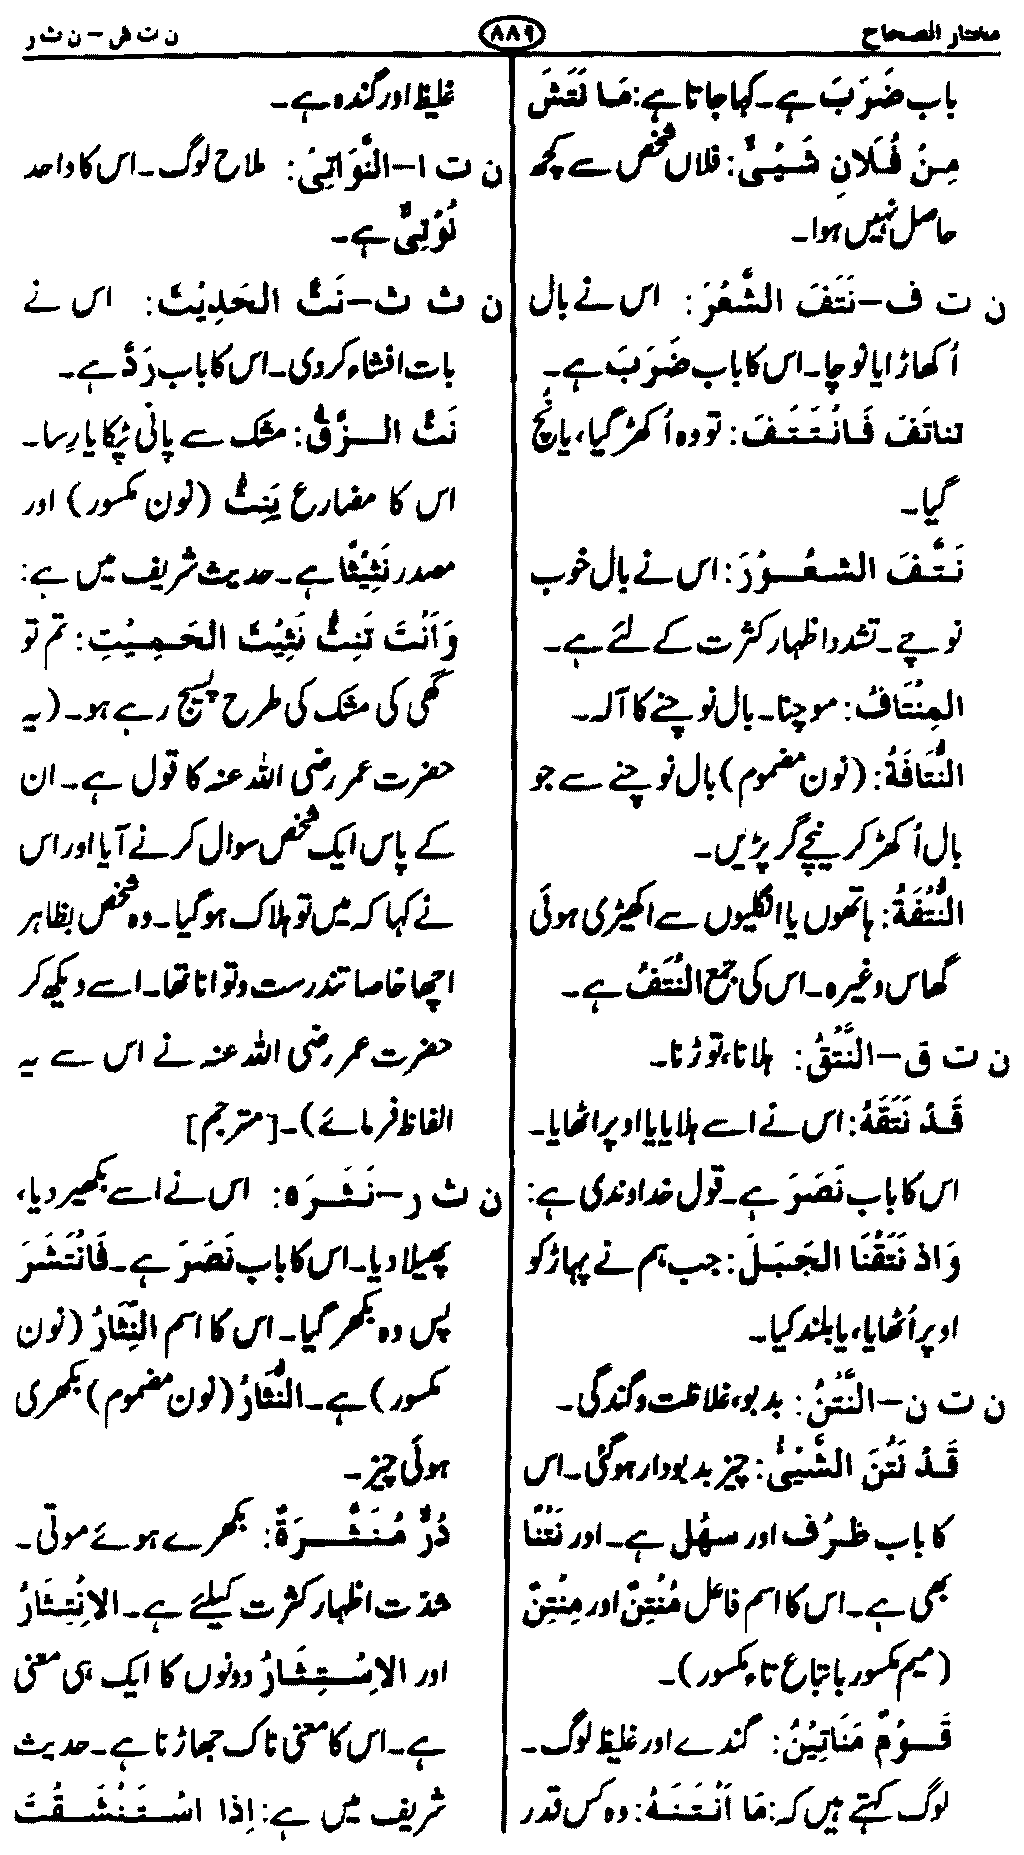 مختار الصحاح
٨٨٩
ن ت ش – ن ث ر
باب ضَرَبَ ہے۔ کہا جاتا ہے: مَا نَتَشَ
مِنْ فُلَانٍ شَيْئًى: فلاں شخص سے کچھ
حاصل نہیں ہوا۔
ن ت ف – نَتَفَ الشَّعْرَ: اس نے بال
اُکھاڑا یا نوچا۔ اس کا باب ضَرَبَ ہے۔
تناتَفَ فَانْتَتَفَ: تو وہ اُکھڑ گیا، یا نُچ
گیا۔
نَتَّفَ الشعُوْرَ: اس نے بال خوب
نوچے۔ تشدد اظہار کثرت کے لئے ہے۔
المِنْتَافُ: موچنا۔ بال نوچنے کا آلہ۔
النُّتَافَةُ: (نون مضموم) بال نوچنے سے جو
بال اُکھڑ کر نیچے گر پڑیں۔
النُّتْفَةُ: ہاتھوں یا انگلیوں سے اکھیڑی ہوئی
گھاس وغیرہ۔ اس کی جمع النُتَفُ ہے۔
ن ت ق – النَّتْقُ: ہلانا، توڑنا۔
قَدْ نَتَقَهُ: اس نے اسے ہلایا یا اوپر اٹھایا۔
اس کا باب نَصَرَ ہے۔ قول خداوندی ہے:
وَاذ نَتَقْنَا الجَبَلَ: جب ہم نے پہاڑ کو
اوپر اُٹھایا، یا بلند کیا۔
ن ت ن – النَّتْنُ: بدبو، غلاظت و گندگی۔
قَدْ نَتُنَ الشَّيْئُ: چیز بدبودار ہوگئی۔ اس
کا باب ظَرُف اور سهُل ہے۔ اور نَتْنًا
بھی ہے۔ اس کا اسم فاعل مُنْتِنٌ اور مِنْتِنٌ
(میم مکسور باتباع تاء مکسور)۔
قَوْمٌ مَنَاتِيْنُ: گندے اور غلیظ لوگ۔
لوگ کہتے ہیں کہ: مَا اَنْتَنَهُ: وہ کس قدر
غلیظ اور گندہ ہے۔
ن ت ا – النَّوَاتِيْ: ملاح لوگ۔ اس کا واحد
نُوْتِيٌّ ہے۔
ن ث ث – نَثَّ الحَدِيْثَ: اس نے
بات افشاء کر دی۔ اس کا باب رَدَّ ہے۔
نَثَّ الزِّقُّ: مشک سے پانی ٹپکا یا رِسا۔
اس کا مضارع يَنِثُّ (نون مکسور) اور
مصدر نَثِيْثًا ہے۔ حدیث شریف میں ہے:
وَاَنْتَ تَنِثُّ نَثِيْثَ الحَمِيْتِ: تم تو
گھی کی مشک کی طرح پسیج رہے ہو۔ (یہ
حضرت عمر رضی اللہ عنہ کا قول ہے۔ ان
کے پاس ایک شخص سوال کرنے آیا اور اس
نے کہا کہ میں تو ہلاک ہو گیا۔ وہ شخص بظاہر
اچھا خاصا تندرست و توانا تھا۔ اسے دیکھ کر
حضرت عمر رضی اللہ عنہ نے اس سے یہ
الفاظ فرمائے)۔ [مترجم]
ن ث ر – نَثَرَه: اس نے اسے بکھیر دیا،
پھیلا دیا۔ اس کا باب نَصَرَ ہے۔ فَانْتَثَرَ
پس وہ بکھر گیا۔ اس کا اسم النِّثَارُ (نون
مکسور) ہے۔ النُّثَارُ (نون مضموم) بکھری
ہوئی چیز۔
دُرٌّ مُنَثَّرَةٌ: بکھرے ہوئے موتی۔
شدّت اظہار کثرت کیلئے ہے۔ الاِنْتِثَارُ
اور الاِسْتِنْثَارُ دونوں کا ایک ہی معنی
ہے۔ اس کا معنی ناک جھاڑنا ہے۔ حدیث
شریف میں ہے: اِذَا اسْتَنْشَقْتَ